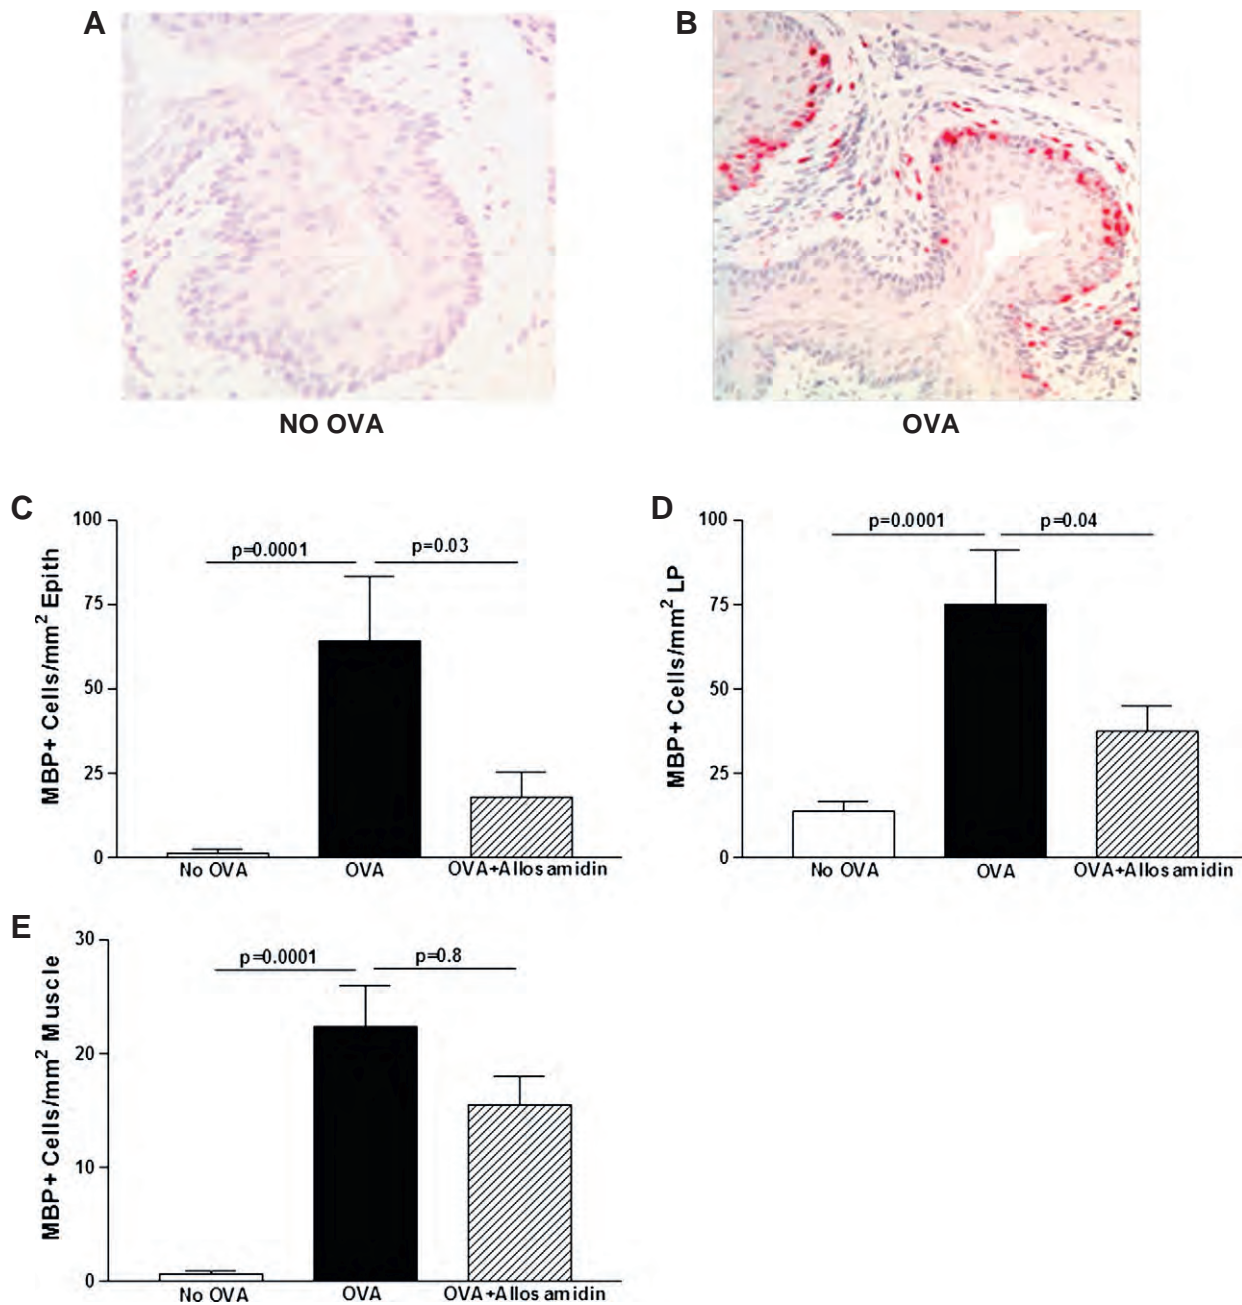 A
B
NO OVA
OVA
C
MBP+ Cells/mm² Epith
100
75
50
25
0
p=0.0001
p=0.03
No OVA
OVA
OVA+Allosamidin
D
MBP+ Cells/mm² LP
100
75
50
25
0
p=0.0001
p=0.04
No OVA
OVA
OVA+Allosamidin
E
MBP+ Cells/mm² Muscle
30
20
10
0
p=0.0001
p=0.8
No OVA
OVA
OVA+Allosamidin